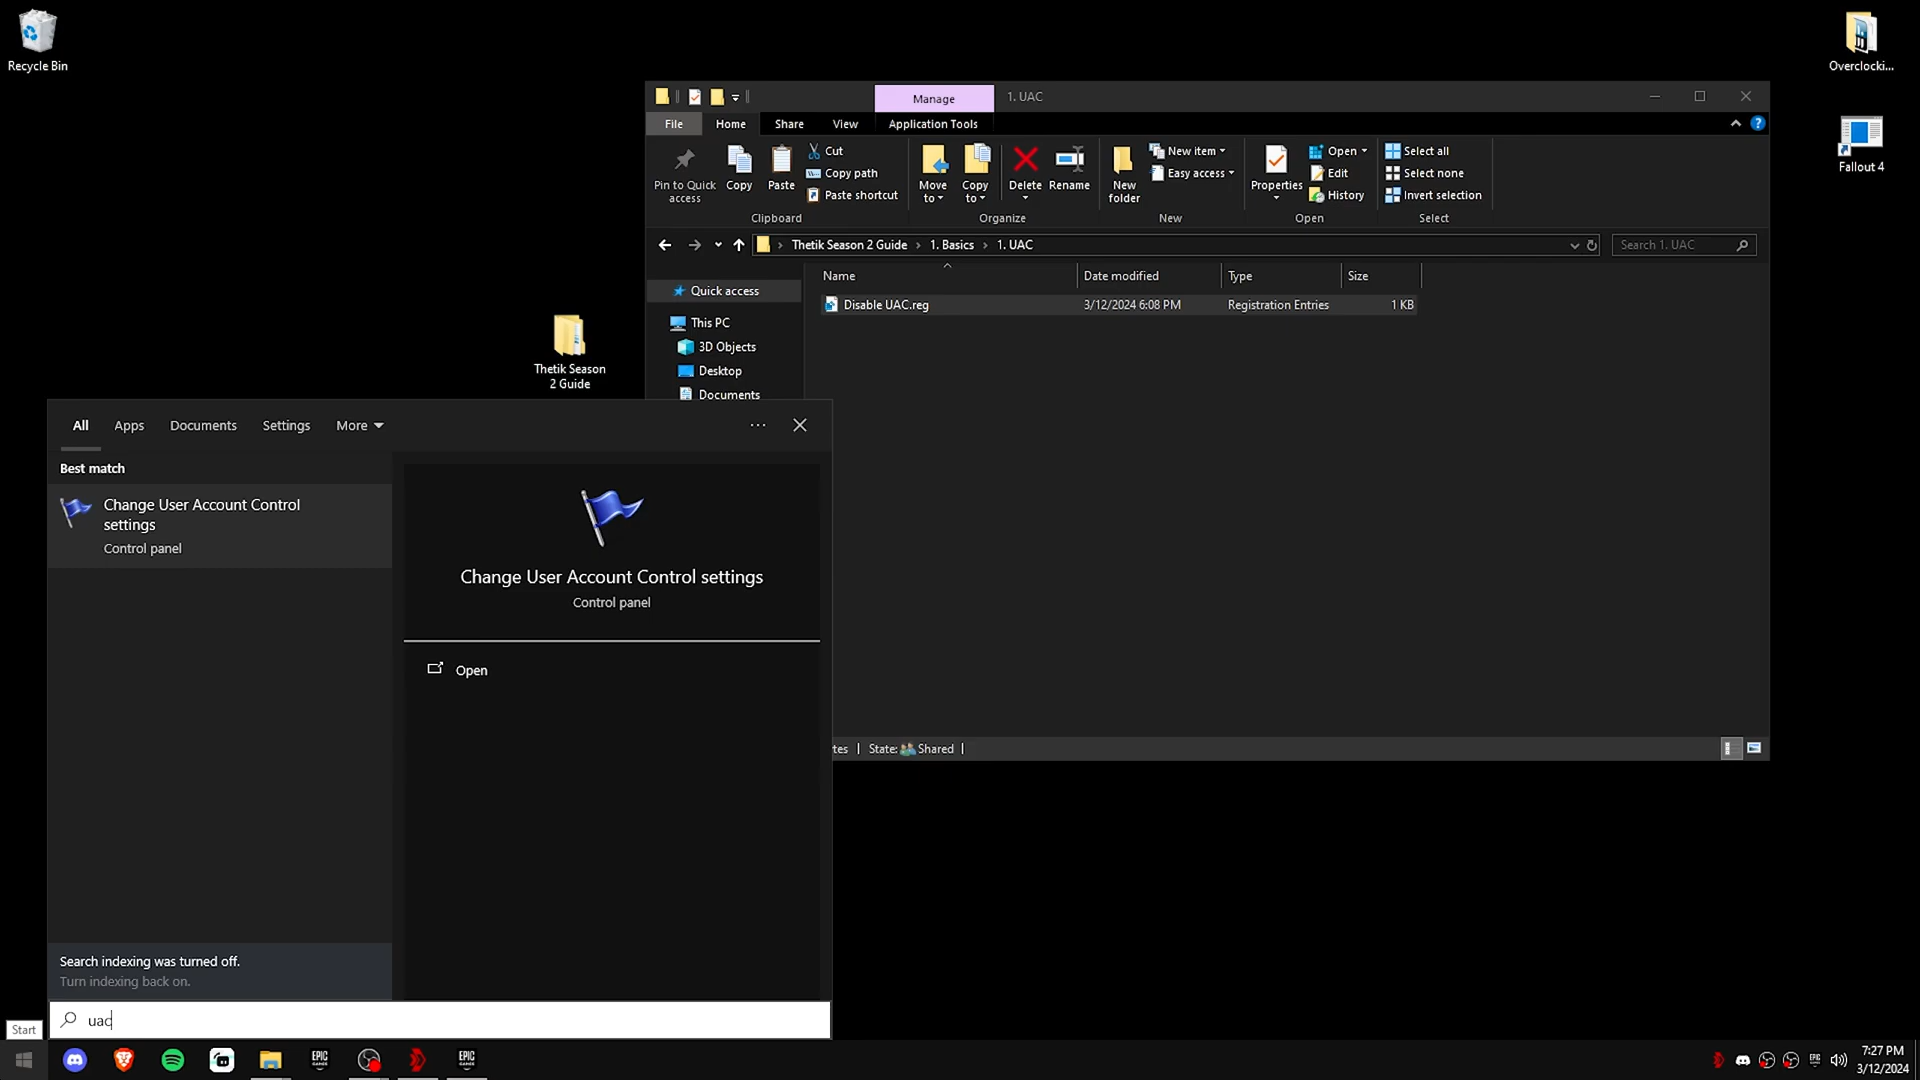 Recycle Bin
Overclocki...
Fallout 4
Thetik Season
2 Guide
Manage
1. UAC
File
Home
Share
View
Application Tools
Pin to Quick
access
Copy
Paste
Cut
Copy path
Paste shortcut
Clipboard
Move
to
Copy
to
Delete
Rename
Organize
New
folder
New item
Easy access
New
Properties
Open
Edit
History
Open
Select all
Select none
Invert selection
Select
Thetik Season 2 Guide
1. Basics
1. UAC
Search 1. UAC
Name
Date modified
Type
Size
Quick access
This PC
3D Objects
Desktop
Documents
Disable UAC.reg
3/12/2024 6:08 PM
Registration Entries
1 KB
State:
Shared
All
Apps
Documents
Settings
More
Best match
Change User Account Control
settings
Control panel
Change User Account Control settings
Control panel
Open
Search indexing was turned off.
Turn indexing back on.
uac
Start
EPIC
GAMES
EPIC
GAMES
7:27 PM
3/12/2024